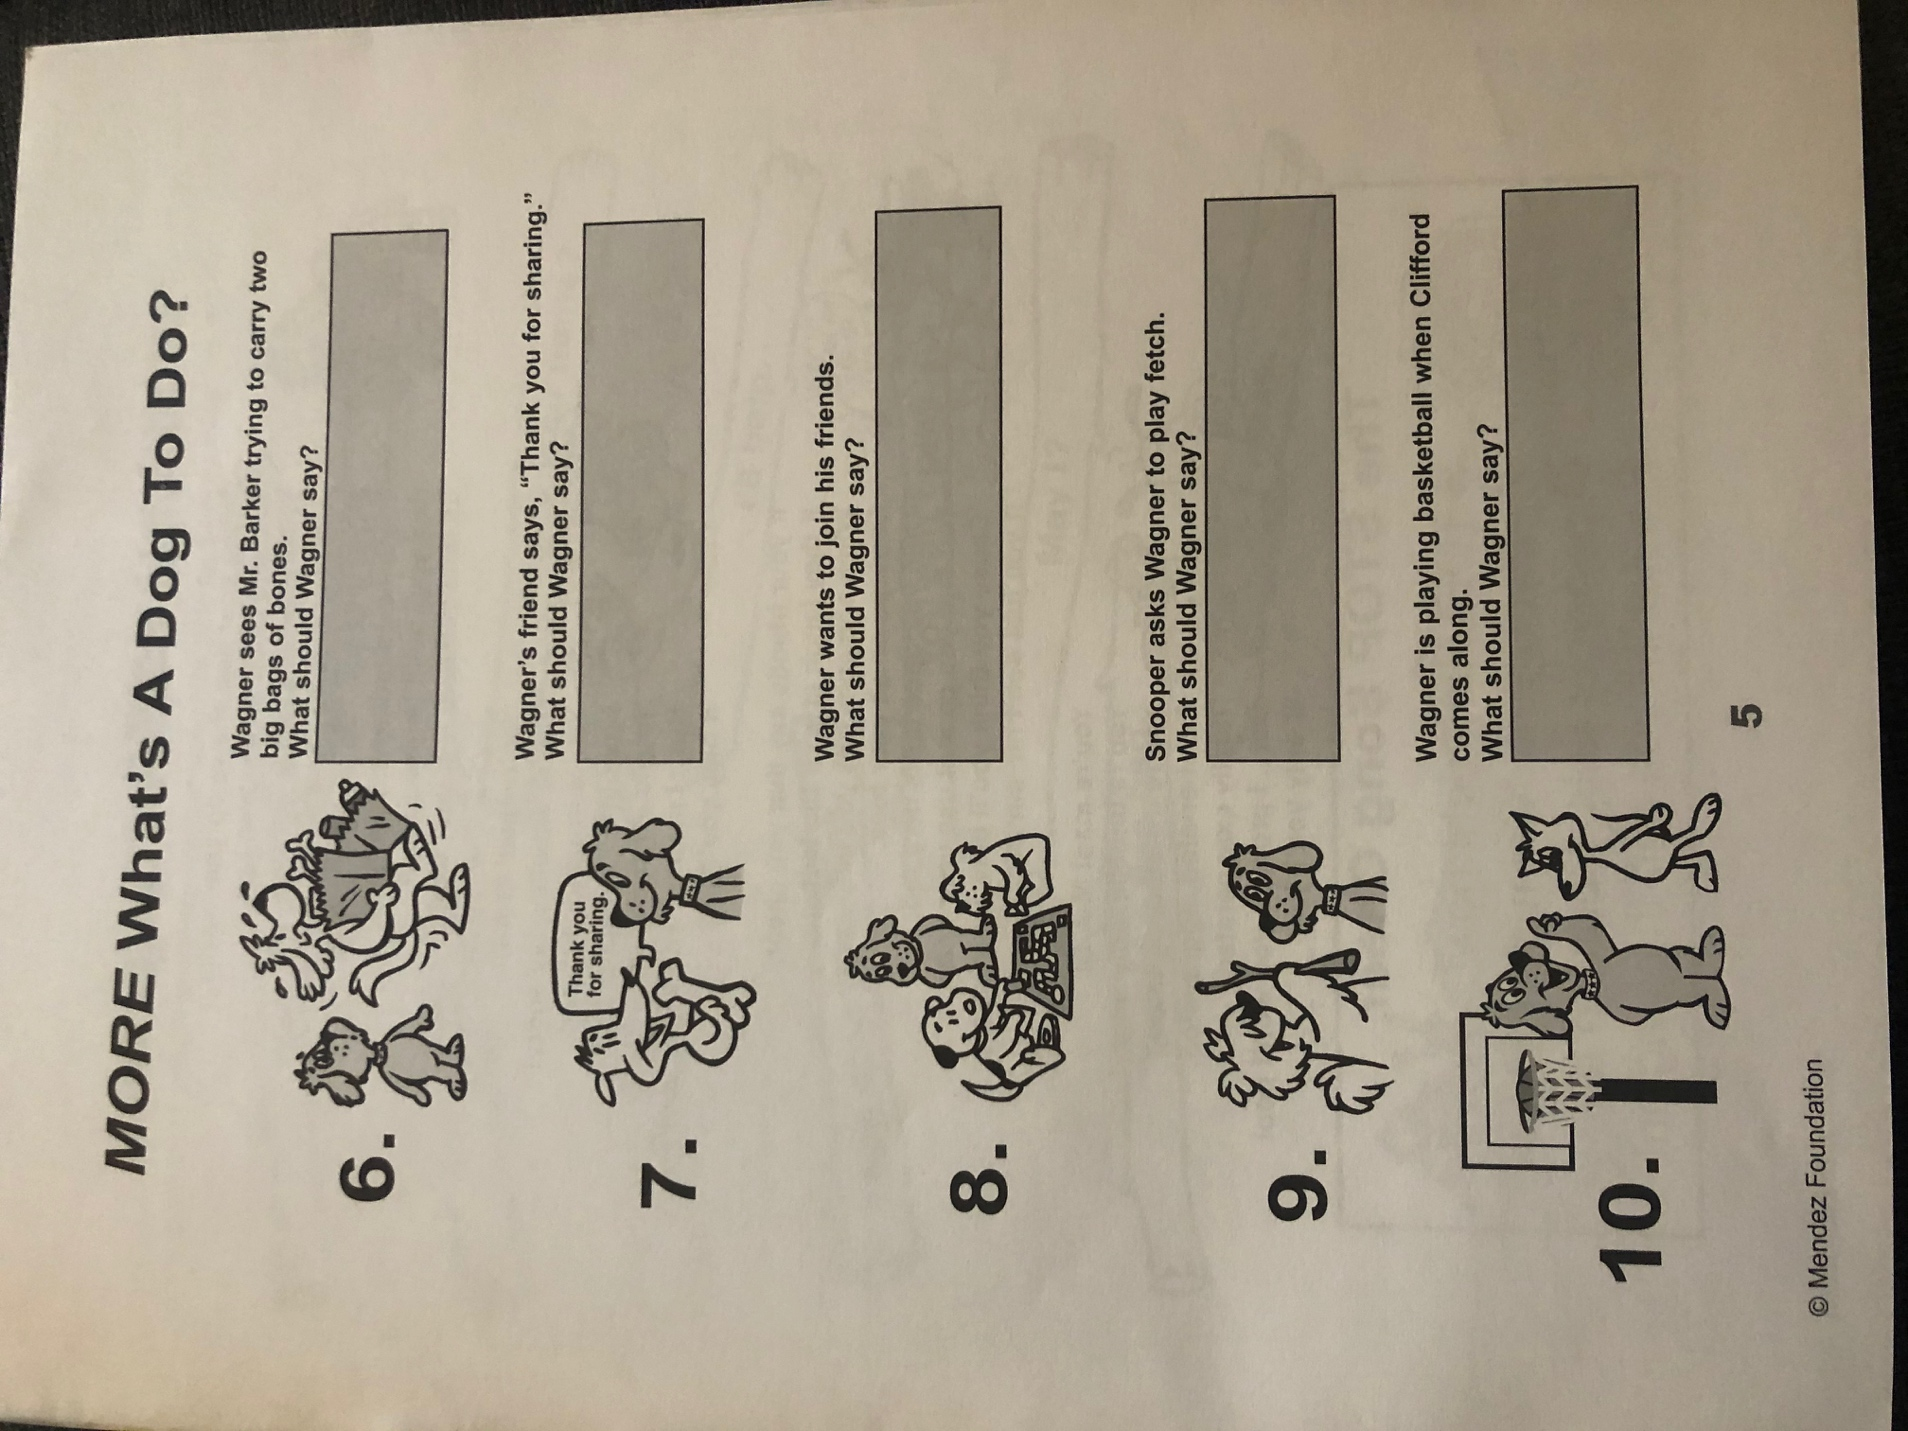 MORE What's A Dog To Do?
6.
Wagner sees Mr. Barker trying to carry two
big bags of bones.
What should Wagner say?
7.
Thank you
for sharing.
Wagner's friend says, “Thank you for sharing.”
What should Wagner say?
8.
Wagner wants to join his friends.
What should Wagner say?
9.
Snooper asks Wagner to play fetch.
What should Wagner say?
10.
Wagner is playing basketball when Clifford
comes along.
What should Wagner say?
© Mendez Foundation
5